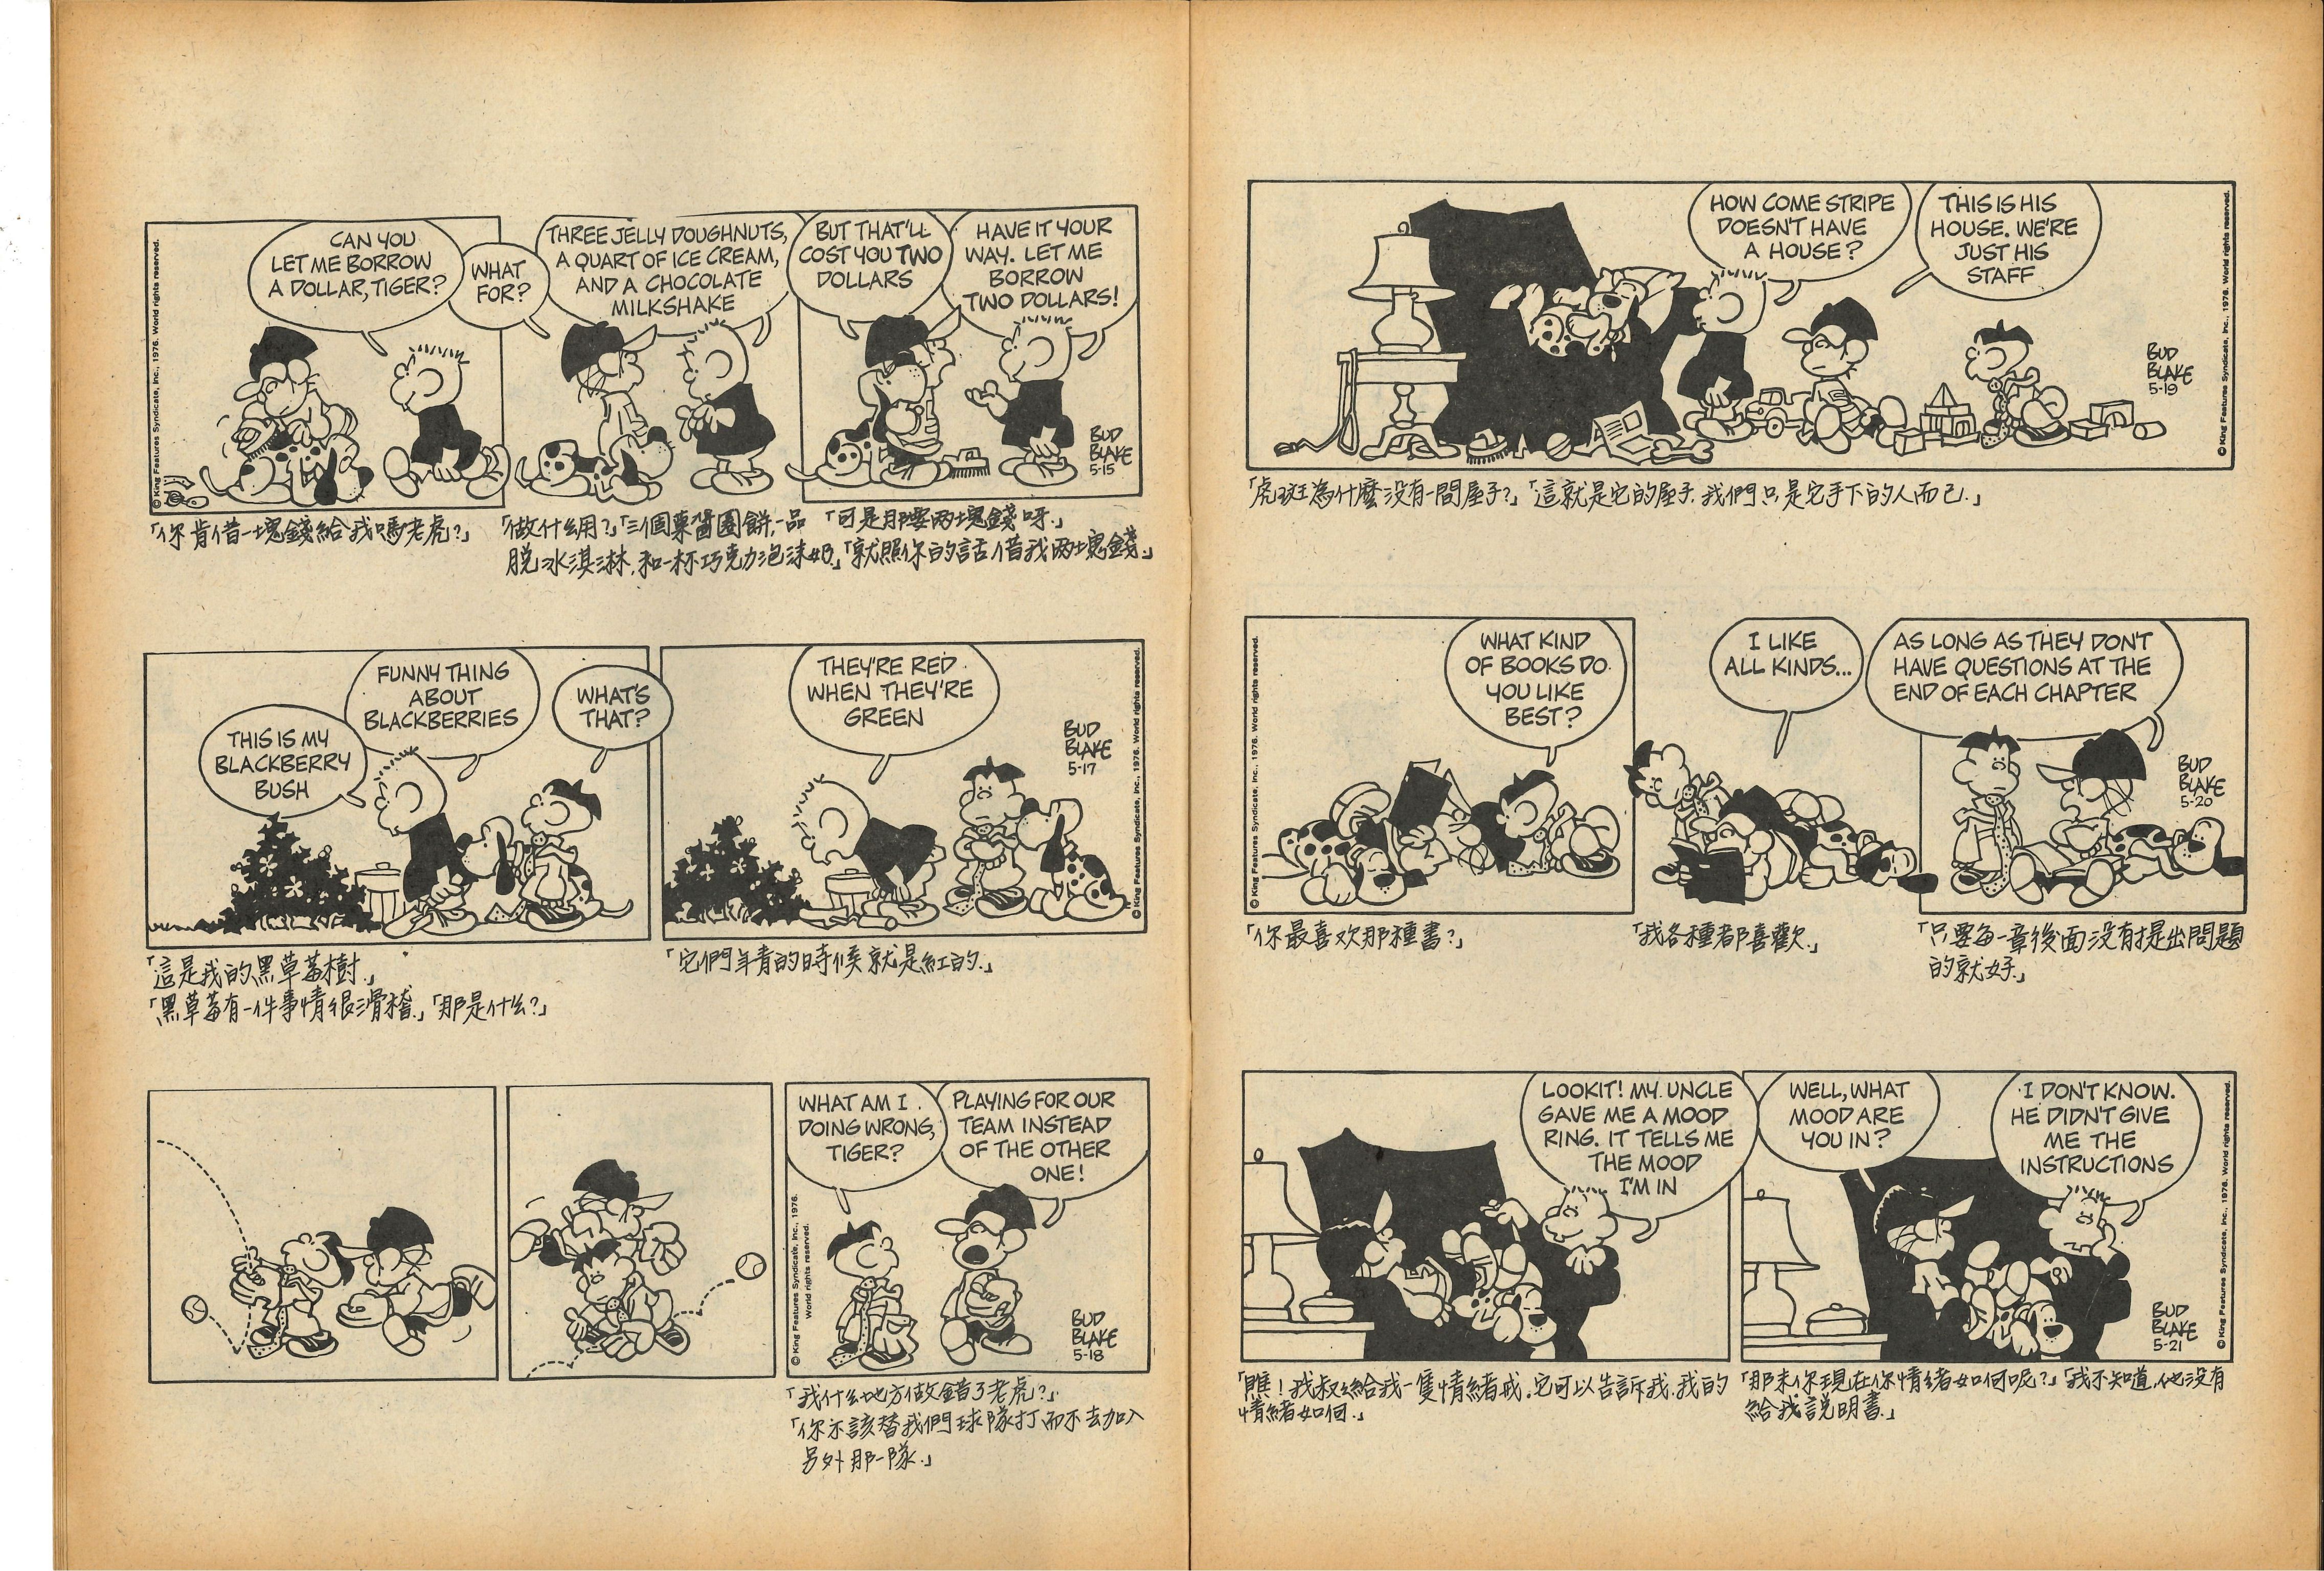 © King Features Syndicate, Inc., 1976. World rights reserved.
CAN YOU
LET ME BORROW
A DOLLAR, TIGER?
WHAT
FOR?
THREE JELLY DOUGHNUTS,
A QUART OF ICE CREAM,
AND A CHOCOLATE
MILKSHAKE
BUT THAT'LL
COST YOU TWO
DOLLARS
HAVE IT YOUR
WAY. LET ME
BORROW
TWO DOLLARS!
BUD
BLAKE
5-15
「你肯借一塊錢給我嗎老虎?」
「做什么用?」「三個菓醬圈餅,一品
脱冰淇淋,和一杯巧克力泡沫奶.」
「可是那要两塊錢呀.」
「就照你的話借我两塊錢.」
THIS IS MY
BLACKBERRY
BUSH
FUNNY THING
ABOUT
BLACKBERRIES
WHAT'S
THAT?
THEY'RE RED
WHEN THEY'RE
GREEN
BUD
BLAKE
5-17
© King Features Syndicate, Inc., 1976. World rights reserved.
「這是我的黑草莓樹.」
「黑草莓有一件事情很滑稽.」「那是什么?」
「它們年青的時候就是紅的.」
WHAT AM I
DOING WRONG,
TIGER?
PLAYING FOR OUR
TEAM INSTEAD
OF THE OTHER
ONE!
© King Features Syndicate, Inc., 1976.
World rights reserved.
BUD
BLAKE
5-18
「我什么地方做錯了老虎?」
「你不該替我們球隊打而不去加入
另外那一隊.」
HOW COME STRIPE
DOESN'T HAVE
A HOUSE?
THIS IS HIS
HOUSE. WE'RE
JUST HIS
STAFF
BUD
BLAKE
5-19
© King Features Syndicate, Inc., 1976. World rights reserved.
「虎斑為什麼没有一間屋子?」「這就是它的屋子,我們只是它手下的人而已.」
© King Features Syndicate, Inc., 1976. World rights reserved.
WHAT KIND
OF BOOKS DO
YOU LIKE
BEST?
I LIKE
ALL KINDS...
AS LONG AS THEY DON'T
HAVE QUESTIONS AT THE
END OF EACH CHAPTER
BUD
BLAKE
5-20
「你最喜欢那種書?」
「我各種都喜歡.」
「只要每一章後面没有提出問題
的就好.」
LOOKIT! MY UNCLE
GAVE ME A MOOD
RING. IT TELLS ME
THE MOOD
I'M IN
WELL, WHAT
MOOD ARE
YOU IN?
I DON'T KNOW.
HE DIDN'T GIVE
ME THE
INSTRUCTIONS
BUD
BLAKE
5-21
© King Features Syndicate, Inc., 1976. World rights reserved.
「瞧!我叔給我一隻情緒戒.它可以告訴我,我的
情緒如何.」
「那末你現在你情绪如何呢?」「我不知道,他没有
給我説明書.」